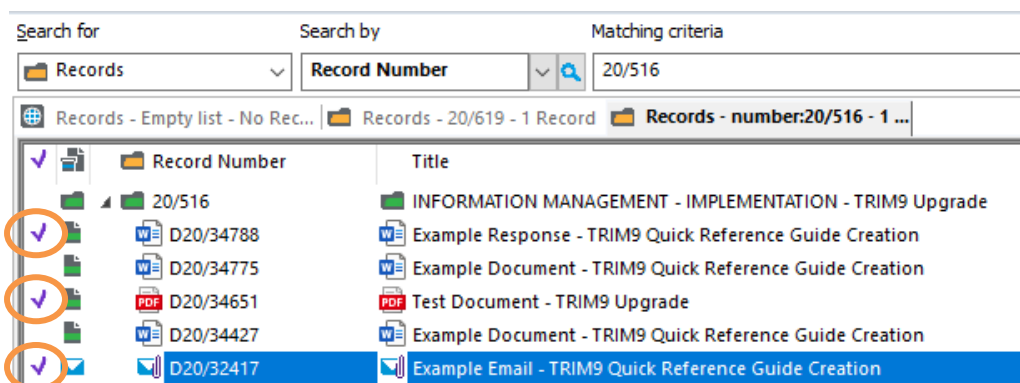 Search for Search by Matching criteria
Records Record Number 20/516
Records - Empty list - No Rec... Records - 20/619 - 1 Record Records - number:20/516 - 1 ...
Record Number Title
20/516 INFORMATION MANAGEMENT - IMPLEMENTATION - TRIM9 Upgrade
D20/34788 Example Response - TRIM9 Quick Reference Guide Creation
D20/34775 Example Document - TRIM9 Quick Reference Guide Creation
PDF D20/34651 PDF Test Document - TRIM9 Upgrade
D20/34427 Example Document - TRIM9 Quick Reference Guide Creation
D20/32417 Example Email - TRIM9 Quick Reference Guide Creation